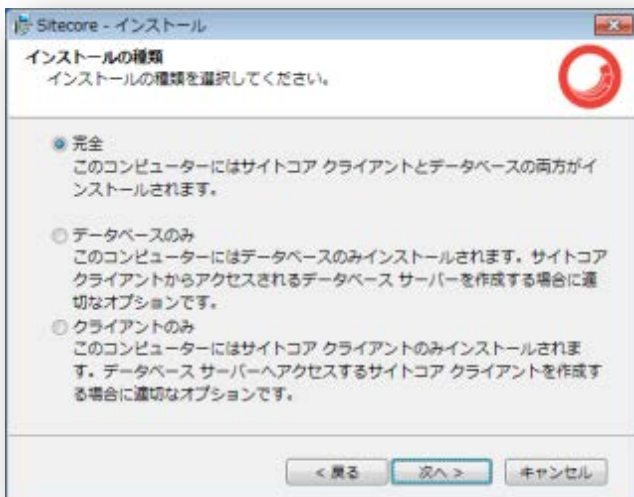 Sitecore - インストール
インストールの種類
インストールの種類を選択してください。
完全
このコンピューターにはサイトコア クライアントとデータベースの両方がイ
ンストールされます。
データベースのみ
このコンピューターにはデータベースのみインストールされます。サイトコア
クライアントからアクセスされるデータベース サーバーを作成する場合に適
切なオプションです。
クライアントのみ
このコンピューターにはサイトコア クライアントのみインストールされま
す。データベース サーバーへアクセスするサイトコア クライアントを作成す
る場合に適切なオプションです。
< 戻る 次へ > キャンセル